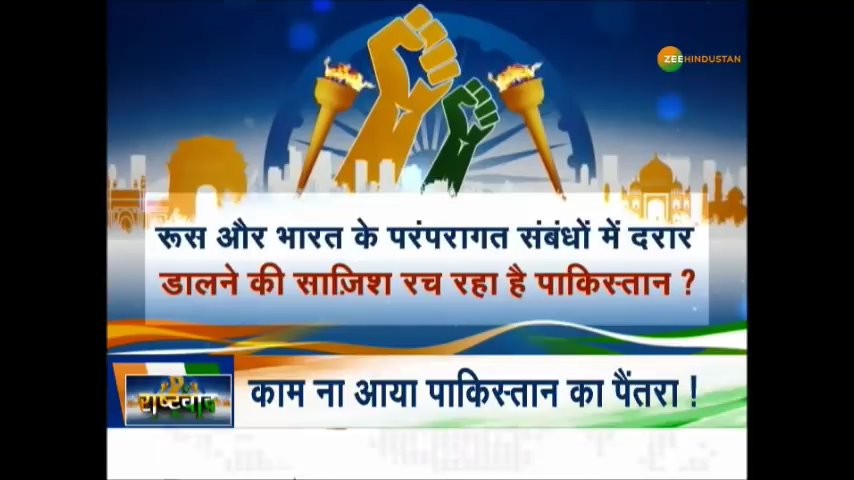 ZEE HINDUSTAN
रूस और भारत के परंपरागत संबंधों में दरार
डालने की साज़िश रच रहा है पाकिस्तान ?
राष्ट्रवाद
काम ना आया पाकिस्तान का पैंतरा !